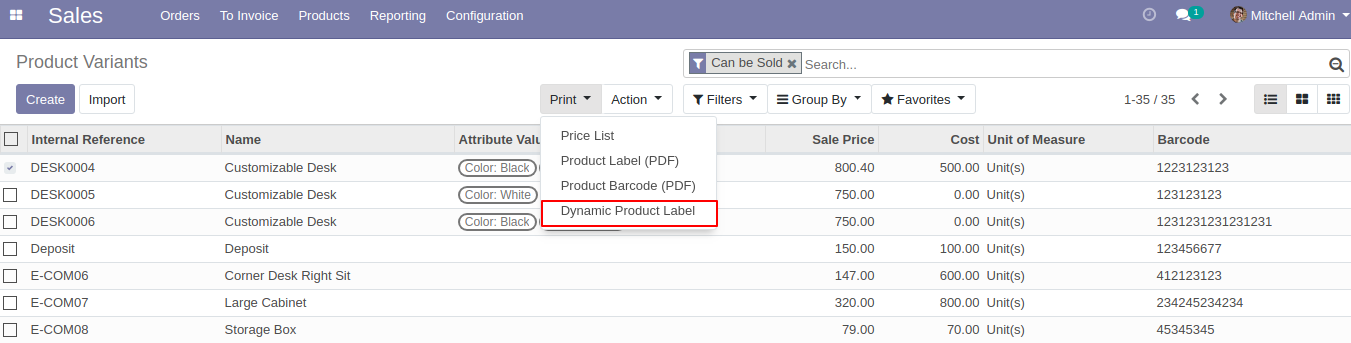 Sales Orders To Invoice Products Reporting Configuration 1 Mitchell Admin
Product Variants Can be Sold Search...
Create Import Print Action Filters Group By Favorites 1-35 / 35
Price List
Product Label (PDF)
Product Barcode (PDF)
Dynamic Product Label
Internal Reference Name Attribute Valu Sale Price Cost Unit of Measure Barcode
DESK0004 Customizable Desk Color: Black 800.40 500.00 Unit(s) 1223123123
DESK0005 Customizable Desk Color: White 750.00 0.00 Unit(s) 123123123
DESK0006 Customizable Desk Color: Black 750.00 0.00 Unit(s) 1231231231231231
Deposit Deposit 150.00 100.00 Unit(s) 123456677
E-COM06 Corner Desk Right Sit 147.00 600.00 Unit(s) 412123123
E-COM07 Large Cabinet 320.00 800.00 Unit(s) 234245234234
E-COM08 Storage Box 79.00 70.00 Unit(s) 45345345